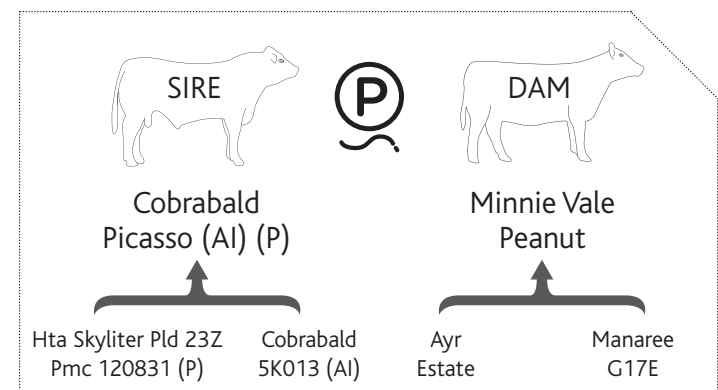 SIRE
DAM
P
Cobrabald
Picasso (AI) (P)
Minnie Vale
Peanut
Hta Skyliter Pld 23Z
Pmc 120831 (P)
Cobrabald
5K013 (AI)
Ayr
Estate
Manaree
G17E